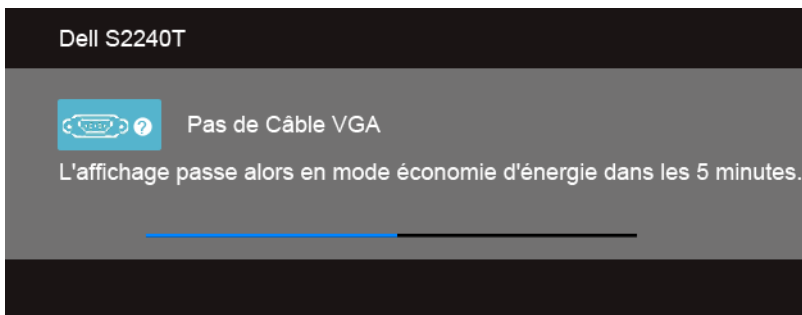 Dell S2240T
Pas de Câble VGA
L'affichage passe alors en mode économie d'énergie dans les 5 minutes.